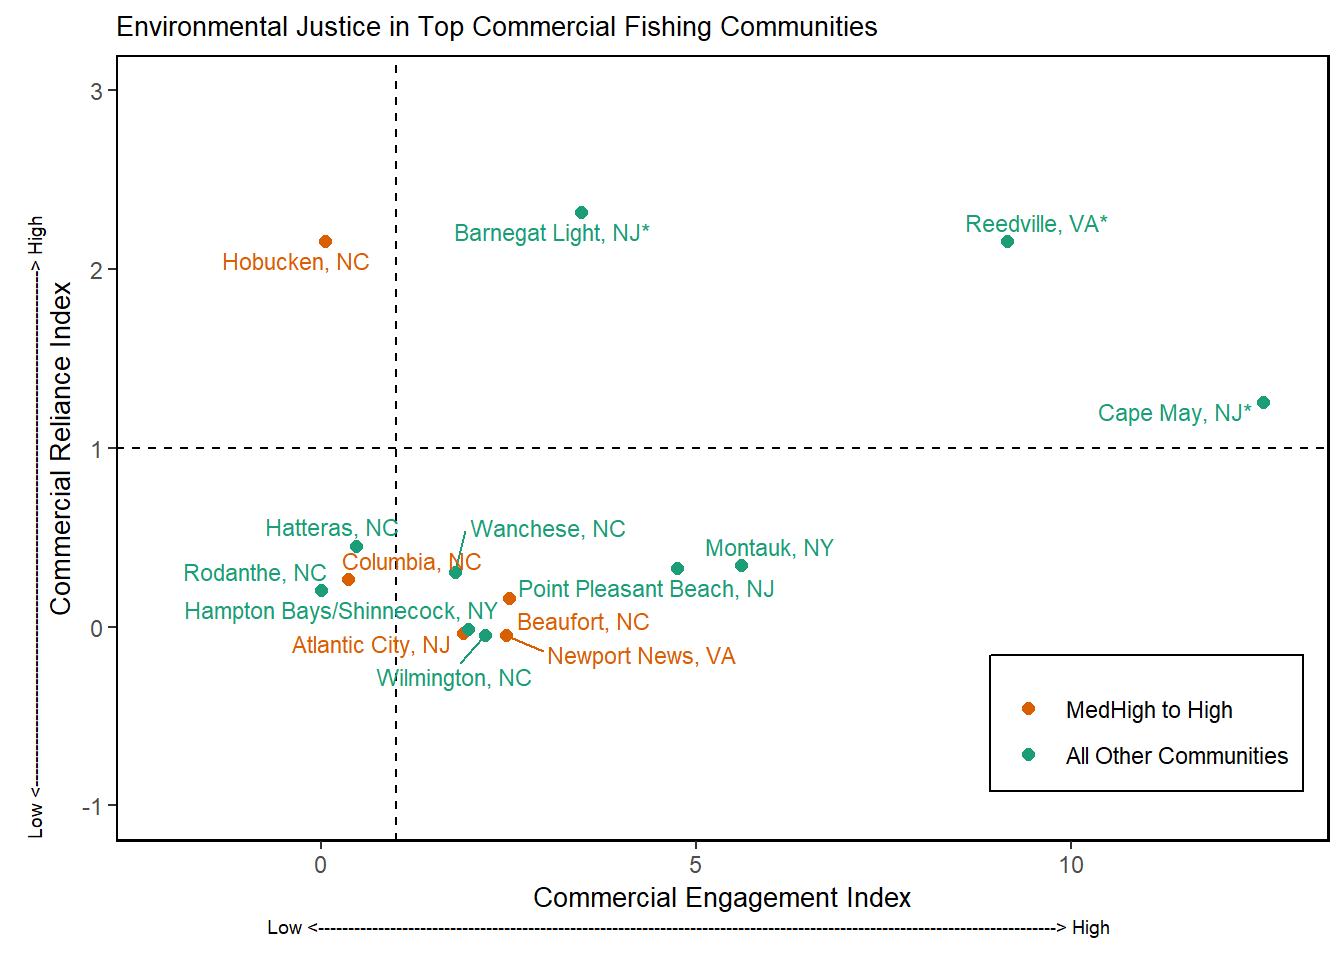 Environmental Justice in Top Commercial Fishing Communities
3
2
1
0
-1
Low <----------------------------------------------------------> High
Commercial Reliance Index
Barnegat Light, NJ*
Reedville, VA*
Hobucken, NC
Cape May, NJ*
Hatteras, NC
Wanchese, NC
Montauk, NY
Columbia, NC
Rodanthe, NC
Point Pleasant Beach, NJ
Hampton Bays/Shinnecock, NY
Beaufort, NC
Atlantic City, NJ
Newport News, VA
Wilmington, NC
MedHigh to High
All Other Communities
0
5
10
Commercial Engagement Index
Low <----------------------------------------------------------------------------------------------------------------------------> High